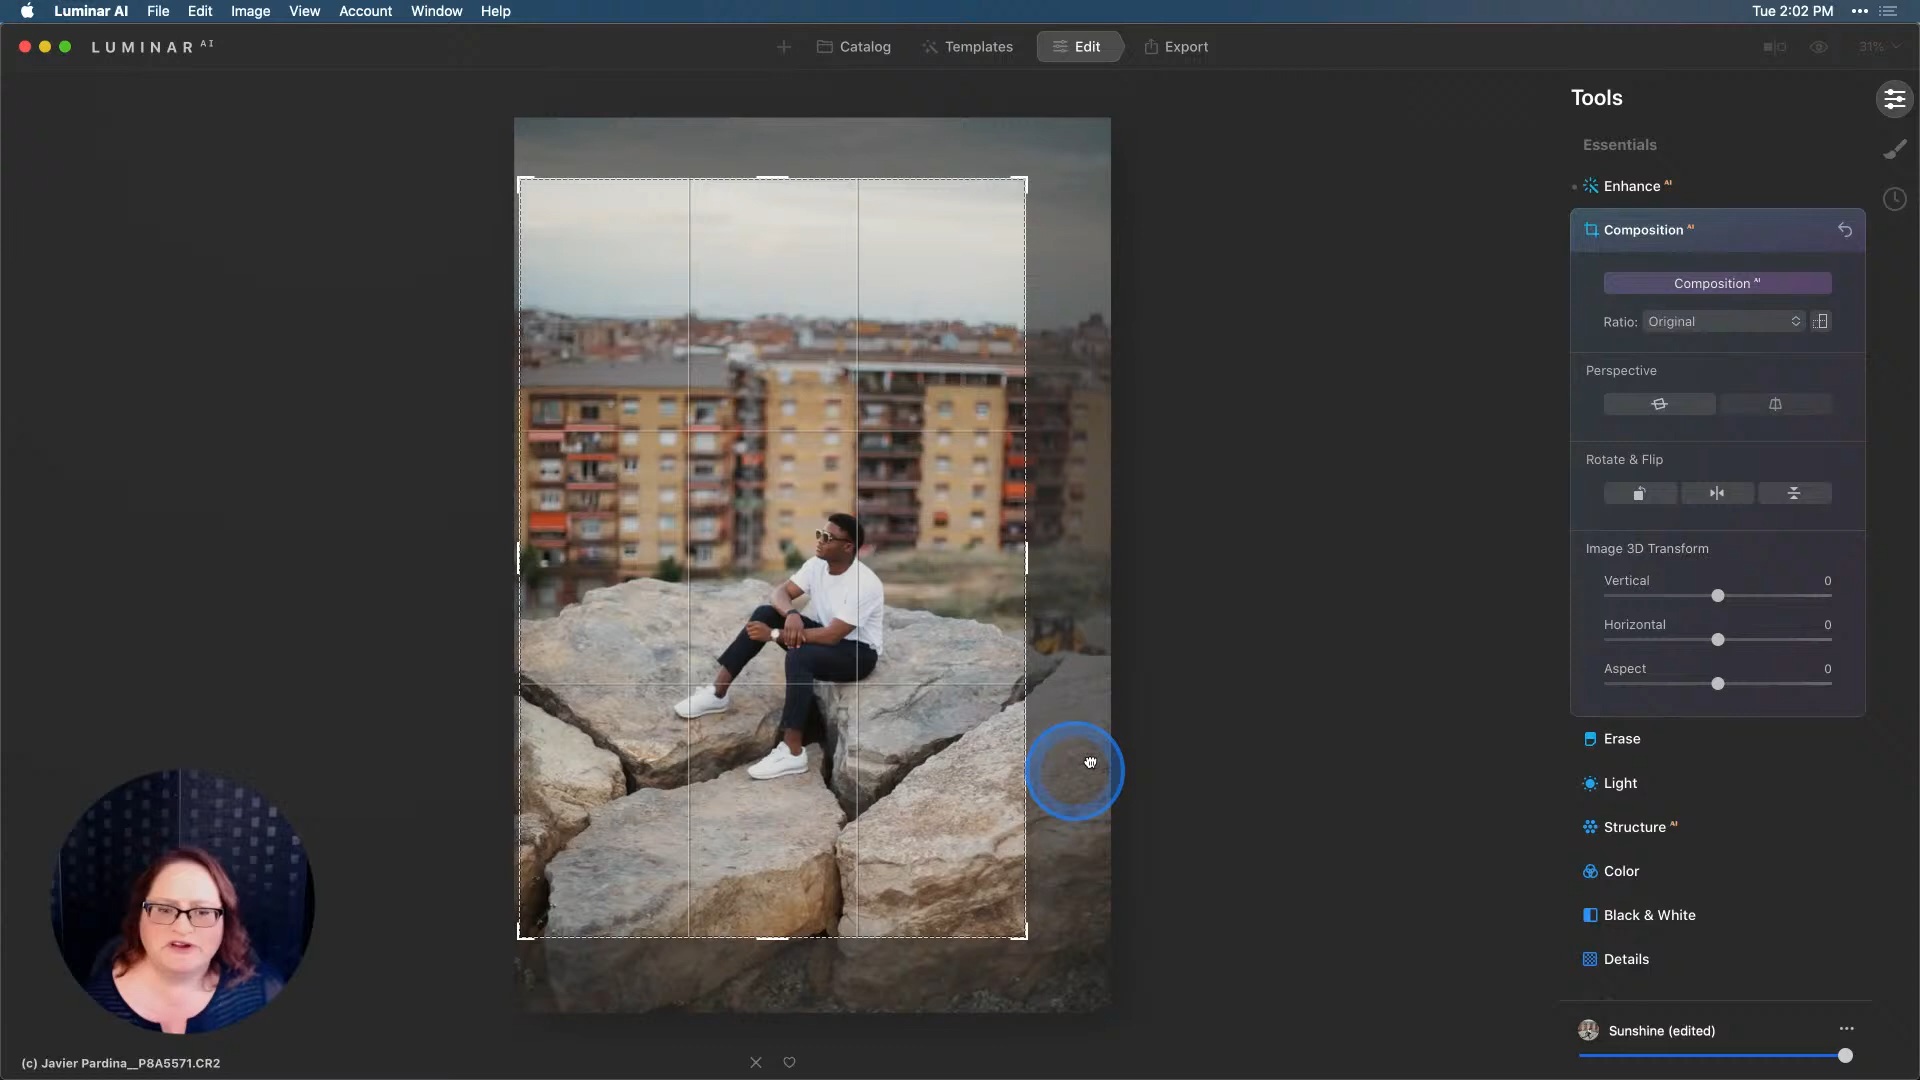 Luminar AI File Edit Image View Account Window Help Tue 2:02 PM
LUMINAR AI Catalog Templates Edit Export 31%
Tools
Essentials
Enhance AI
Composition AI
Composition AI
Ratio: Original
Perspective
Rotate & Flip
Image 3D Transform
Vertical 0
Horizontal 0
Aspect 0
Erase
Light
Structure AI
Color
Black & White
Details
Sunshine (edited)
(c) Javier Pardina__P8A5571.CR2